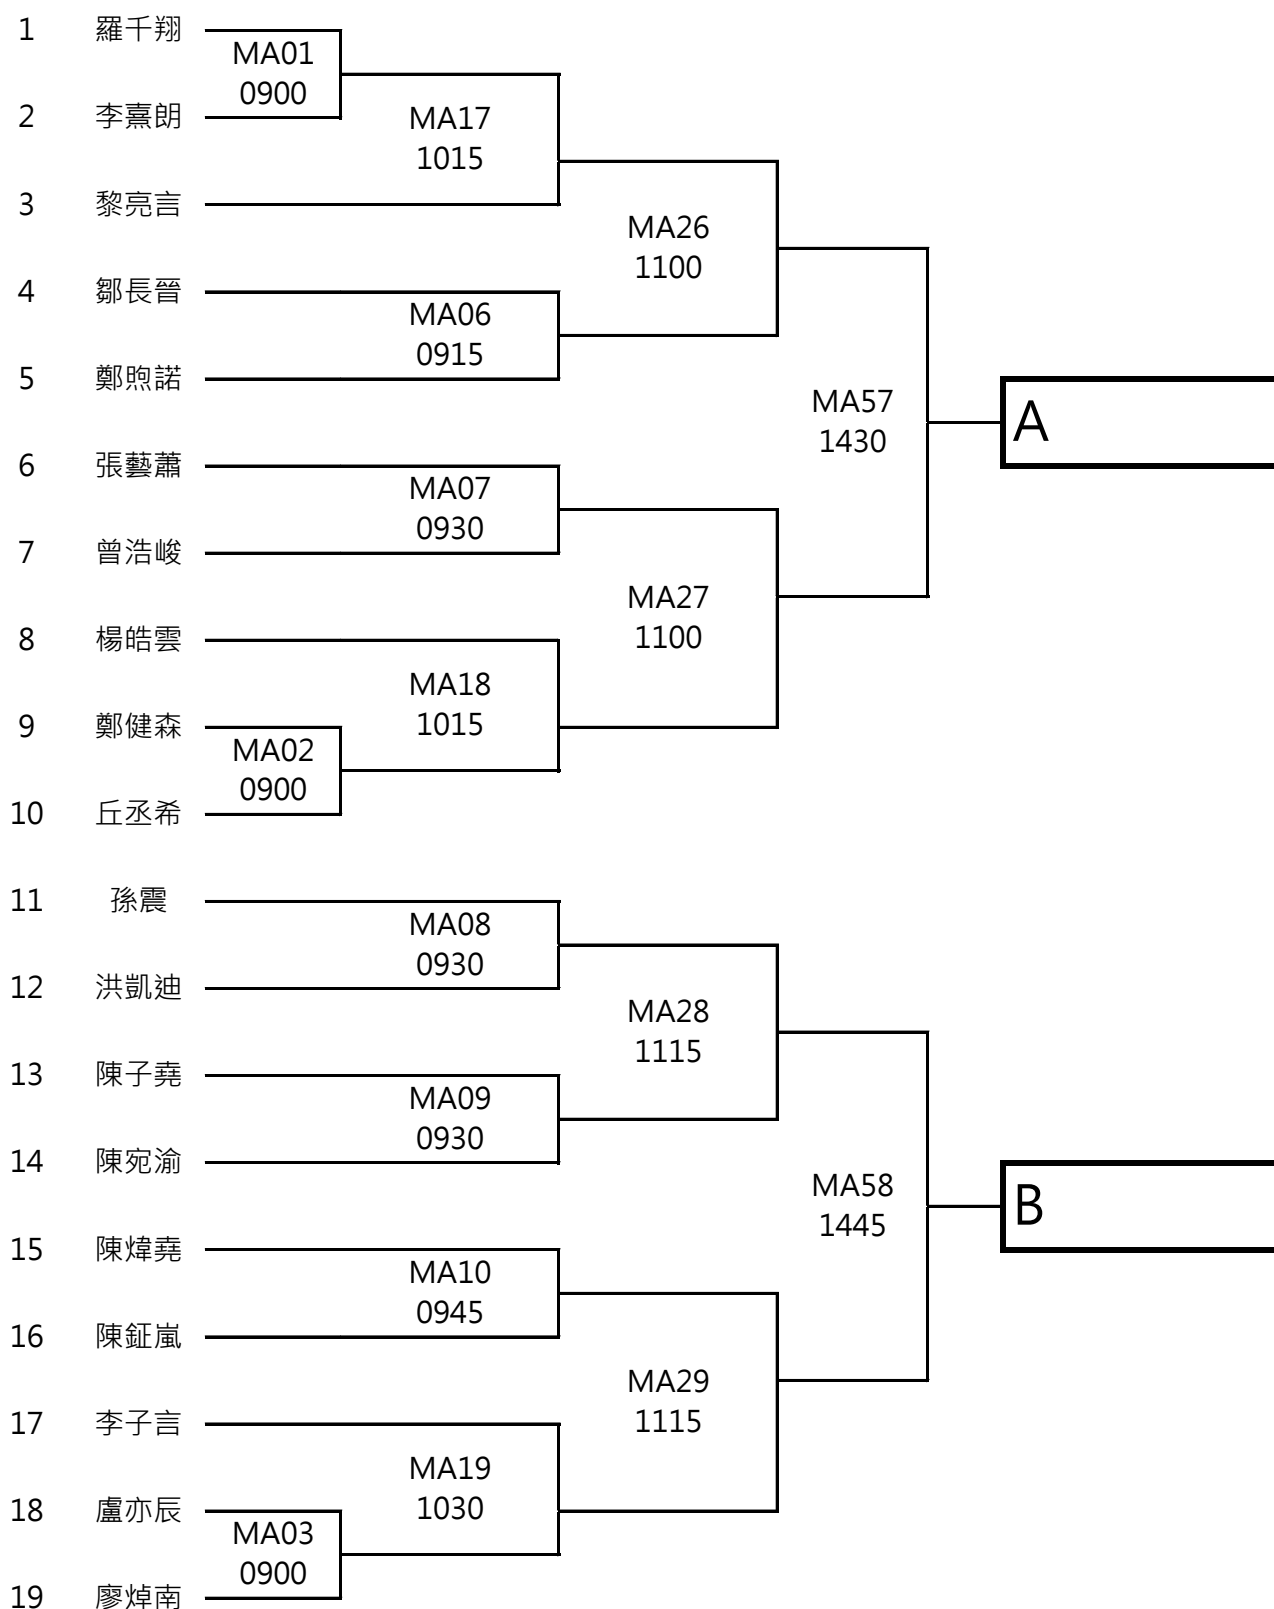 1 羅千翔
MA01
0900
2 李熹朗
MA17
1015
3 黎亮言
MA26
1100
4 鄒長晉
MA06
0915
5 鄭煦諾
MA57
1430
A
6 張藝蕭
MA07
0930
7 曾浩峻
MA27
1100
8 楊皓雲
MA18
1015
9 鄭健森
MA02
0900
10 丘丞希
11 孫震
MA08
0930
12 洪凱迪
MA28
1115
13 陳子堯
MA09
0930
14 陳宛渝
MA58
1445
B
15 陳煒堯
MA10
0945
16 陳鉦嵐
MA29
1115
17 李子言
MA19
1030
18 盧亦辰
MA03
0900
19 廖焯南